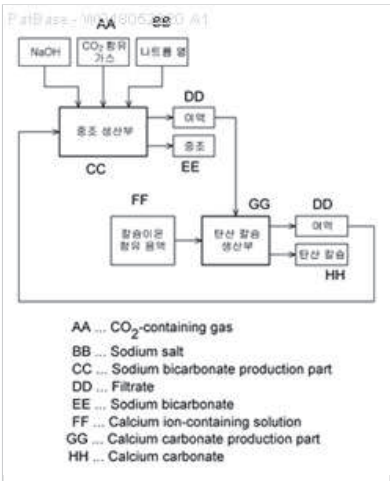 PatBase - WO
A1
AA
BB
NaOH
CO2 함유
가스
나트륨 염
DD
중조 생산부
여액
중조
CC
EE
FF
GG
DD
칼슘이온
함유 용액
탄산 칼슘
생산부
여액
탄산 칼슘
HH
AA ... CO2-containing gas
BB ... Sodium salt
CC ... Sodium bicarbonate production part
DD ... Filtrate
EE ... Sodium bicarbonate
FF ... Calcium ion-containing solution
GG ... Calcium carbonate production part
HH ... Calcium carbonate